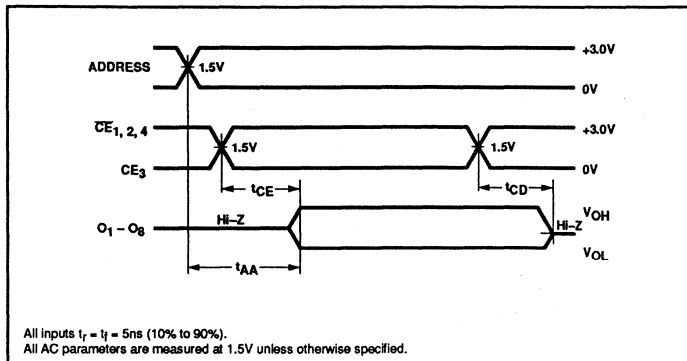 ADDRESS
1.5V
+3.0V
0V
CE1, 2, 4
CE3
1.5V
1.5V
+3.0V
0V
tCE
tCD
O1 – O8
Hi–Z
Hi–Z
VOH
VOL
tAA
All inputs tr = tf = 5ns (10% to 90%).
All AC parameters are measured at 1.5V unless otherwise specified.